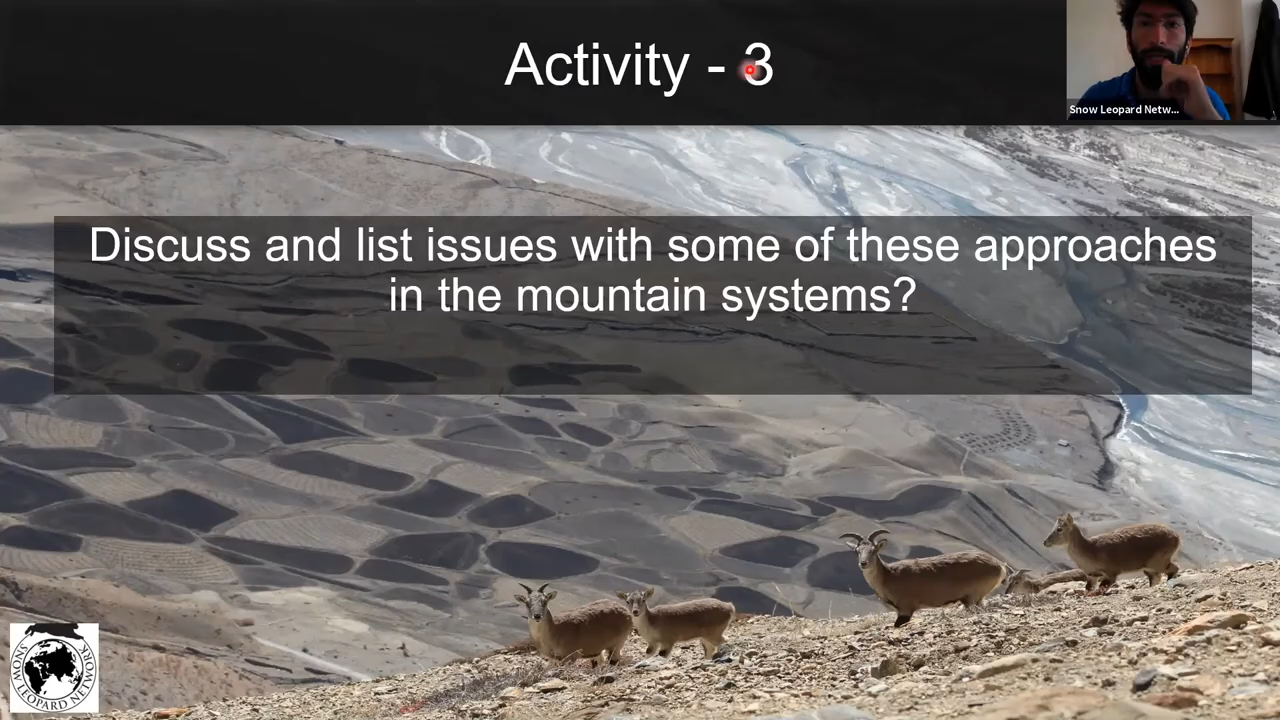 Activity - 3
Snow Leopard Netw...
Discuss and list issues with some of these approaches
in the mountain systems?
SNOW LEOPARD NETWORK